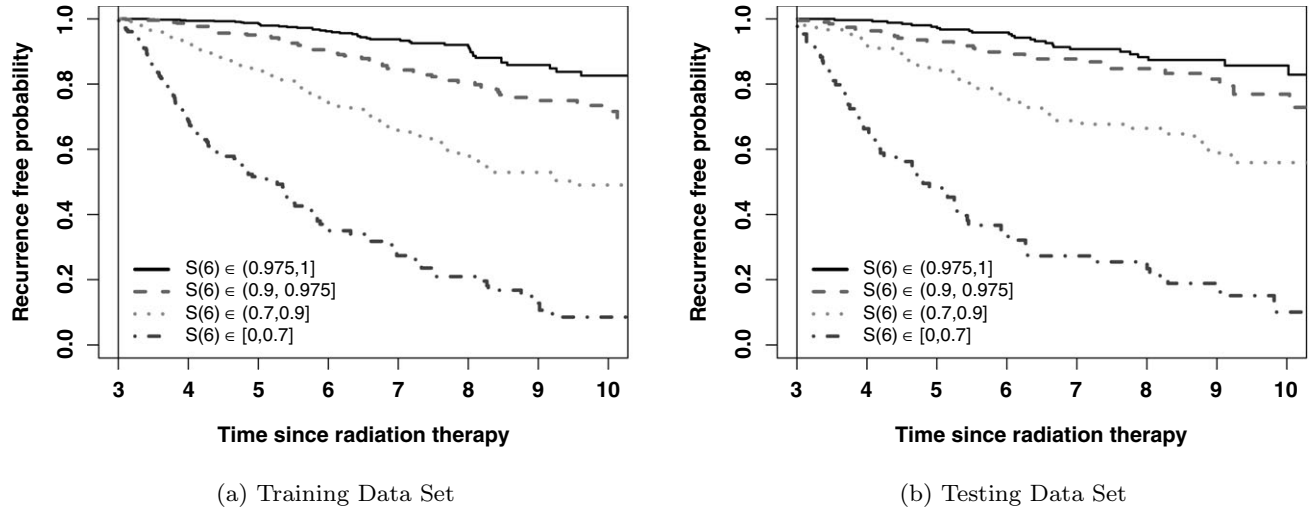 Recurrence free probability
1.0
0.8
0.6
0.4
0.2
0.0
S(6) ∈ (0.975,1]
S(6) ∈ (0.9, 0.975]
S(6) ∈ (0.7,0.9]
S(6) ∈ [0,0.7]
3 4 5 6 7 8 9 10
Time since radiation therapy
(a) Training Data Set
Recurrence free probability
1.0
0.8
0.6
0.4
0.2
0.0
S(6) ∈ (0.975,1]
S(6) ∈ (0.9, 0.975]
S(6) ∈ (0.7,0.9]
S(6) ∈ [0,0.7]
3 4 5 6 7 8 9 10
Time since radiation therapy
(b) Testing Data Set